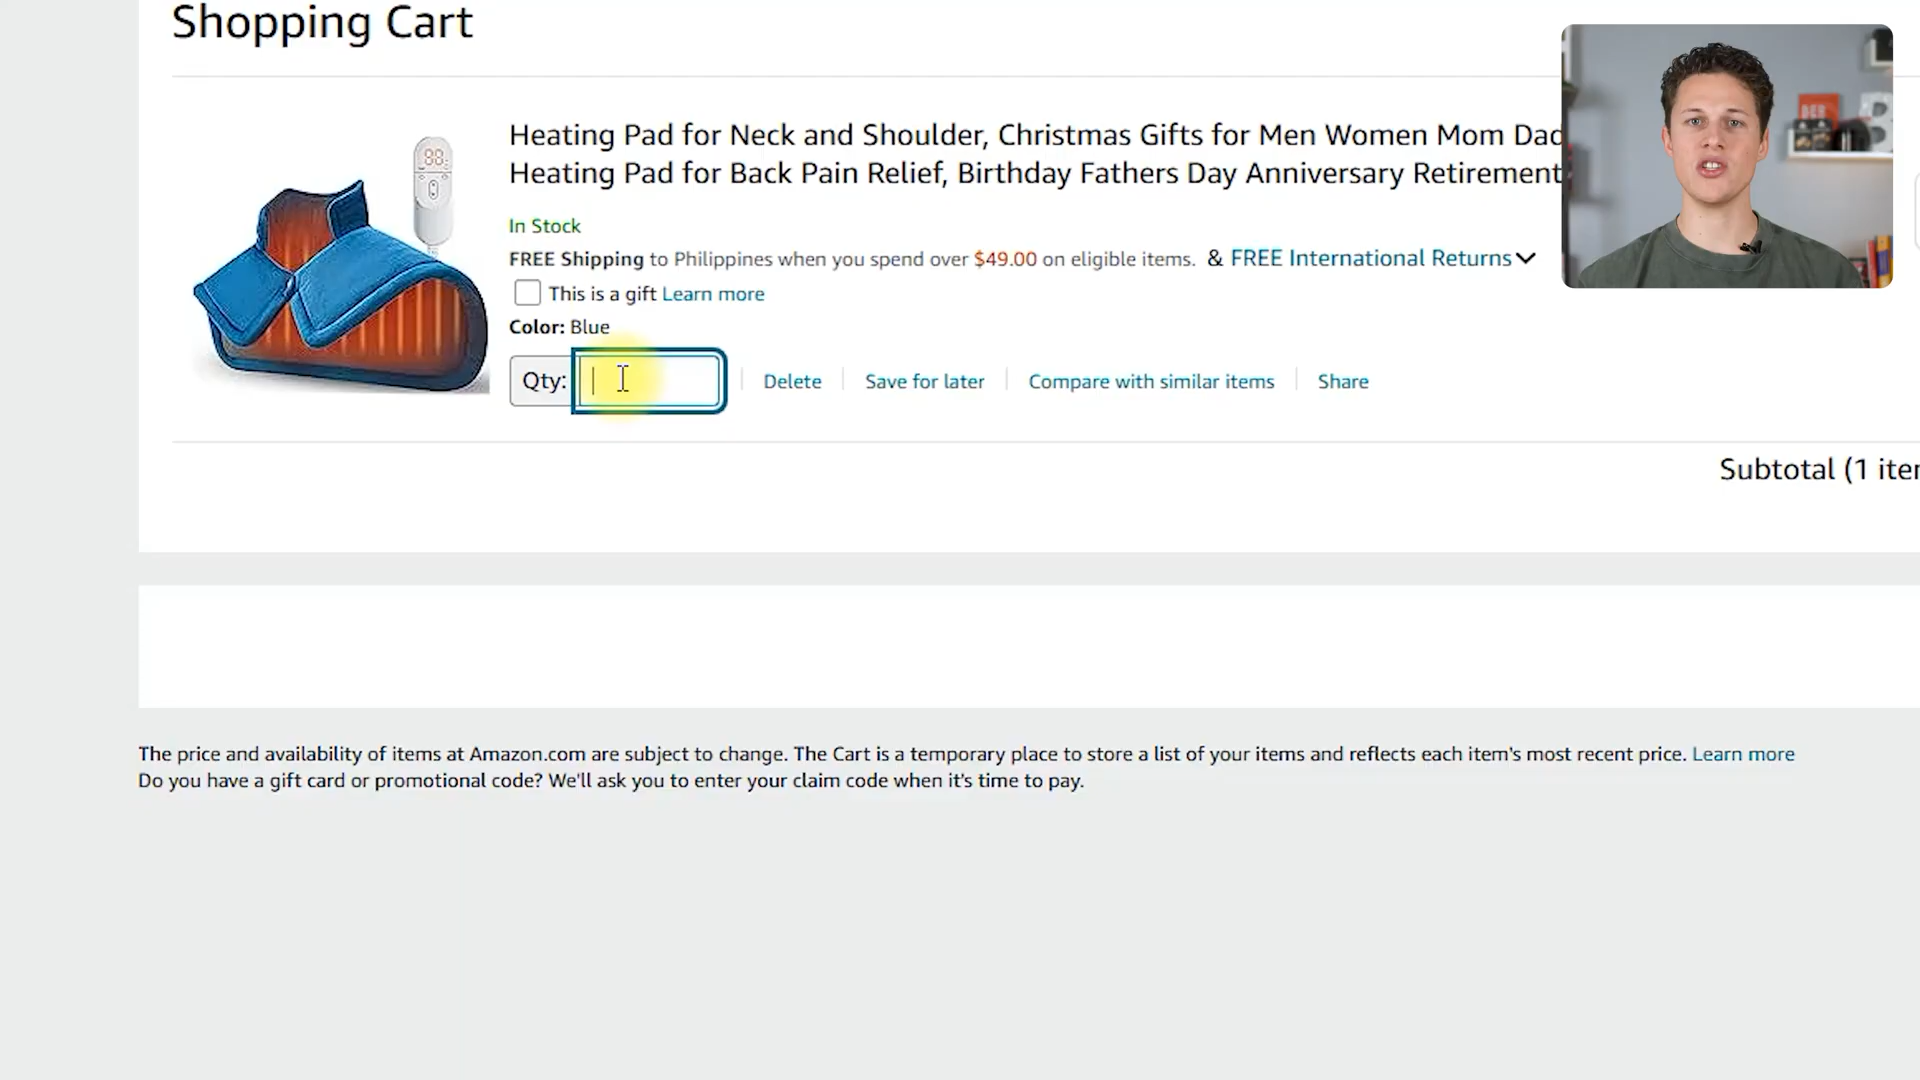 Shopping Cart
Heating Pad for Neck and Shoulder, Christmas Gifts for Men Women Mom Dad
Heating Pad for Back Pain Relief, Birthday Fathers Day Anniversary Retirement
In Stock
FREE Shipping to Philippines when you spend over $49.00 on eligible items. & FREE International Returns
This is a gift Learn more
Color: Blue
Qty: Delete Save for later Compare with similar items Share
Subtotal (1
The price and availability of items at Amazon.com are subject to change. The Cart is a temporary place to store a list of your items and reflects each item's most recent price. Learn more
Do you have a gift card or promotional code? We'll ask you to enter your claim code when it's time to pay.